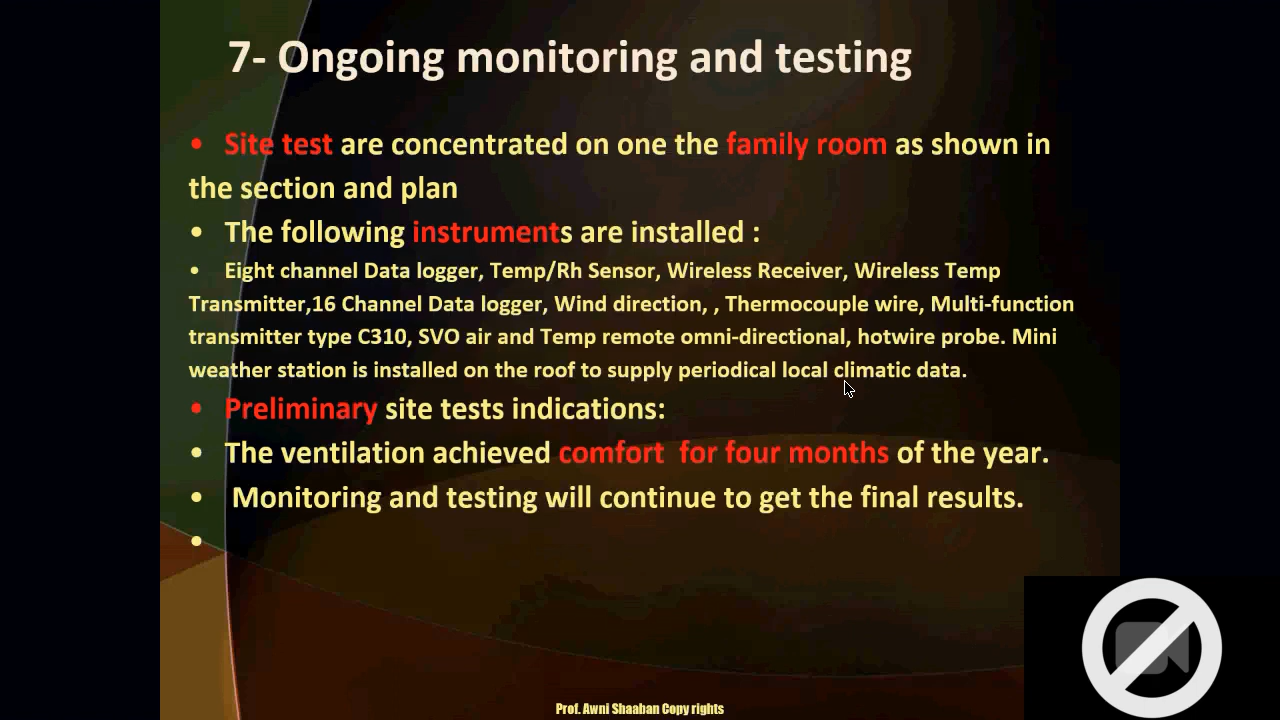 7- Ongoing monitoring and testing
• Site test are concentrated on one the family room as shown in
the section and plan
• The following instruments are installed :
• Eight channel Data logger, Temp/Rh Sensor, Wireless Receiver, Wireless Temp
Transmitter,16 Channel Data logger, Wind direction, , Thermocouple wire, Multi-function
transmitter type C310, SVO air and Temp remote omni-directional, hotwire probe. Mini
weather station is installed on the roof to supply periodical local climatic data.
• Preliminary site tests indications:
• The ventilation achieved comfort  for four months of the year.
• Monitoring and testing will continue to get the final results.
•
Prof. Awni Shaaban Copy rights